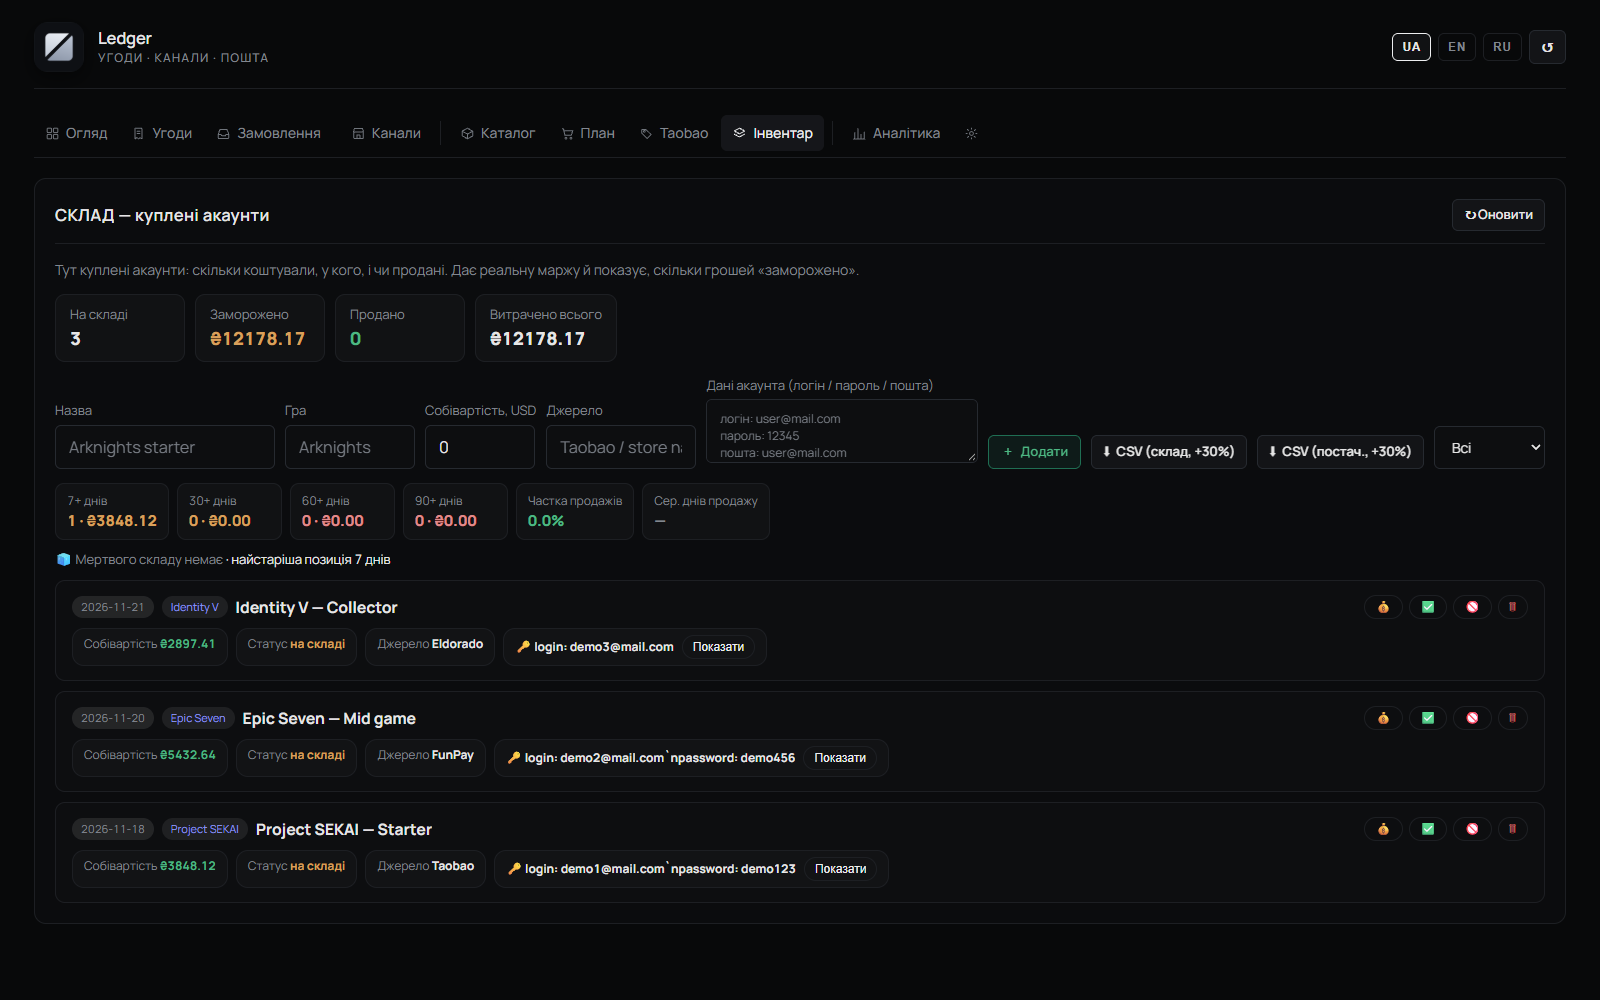 Ledger
УГОДИ · КАНАЛИ · ПОШТА
UA EN RU ↺
Огляд Угоди Замовлення Канали Каталог План Taobao Інвентар Аналітика
СКЛАД — куплені акаунти
↻Оновити
Тут куплені акаунти: скільки коштували, у кого, і чи продані. Дає реальну маржу й показує, скільки грошей «заморожено».
На складі Заморожено Продано Витрачено всього
3 ₴12178.17 0 ₴12178.17
Дані акаунта (логін / пароль / пошта)
Назва Гра Собівартість, USD Джерело
логін: user@mail.com
пароль: 12345
пошта: user@mail.com
Arknights starter Arknights 0 Taobao / store n
+ Додати ⬇ CSV (склад, +30%) ⬇ CSV (постач., +30%) Всі
7+ днів 30+ днів 60+ днів 90+ днів Частка продажів Сер. днів продажу
1 · ₴3848.12 0 · ₴0.00 0 · ₴0.00 0 · ₴0.00 0.0% —
🧊 Мертвого складу немає · найстаріша позиція 7 днів
2026-11-21 Identity V Identity V — Collector
Собівартість ₴2897.41 Статус на складі Джерело Eldorado 🔑 login: demo3@mail.com Показати
2026-11-20 Epic Seven Epic Seven — Mid game
Собівартість ₴5432.64 Статус на складі Джерело FunPay 🔑 login: demo2@mail.com`npassword: demo456 Показати
2026-11-18 Project SEKAI Project SEKAI — Starter
Собівартість ₴3848.12 Статус на складі Джерело Taobao 🔑 login: demo1@mail.com`npassword: demo123 Показати